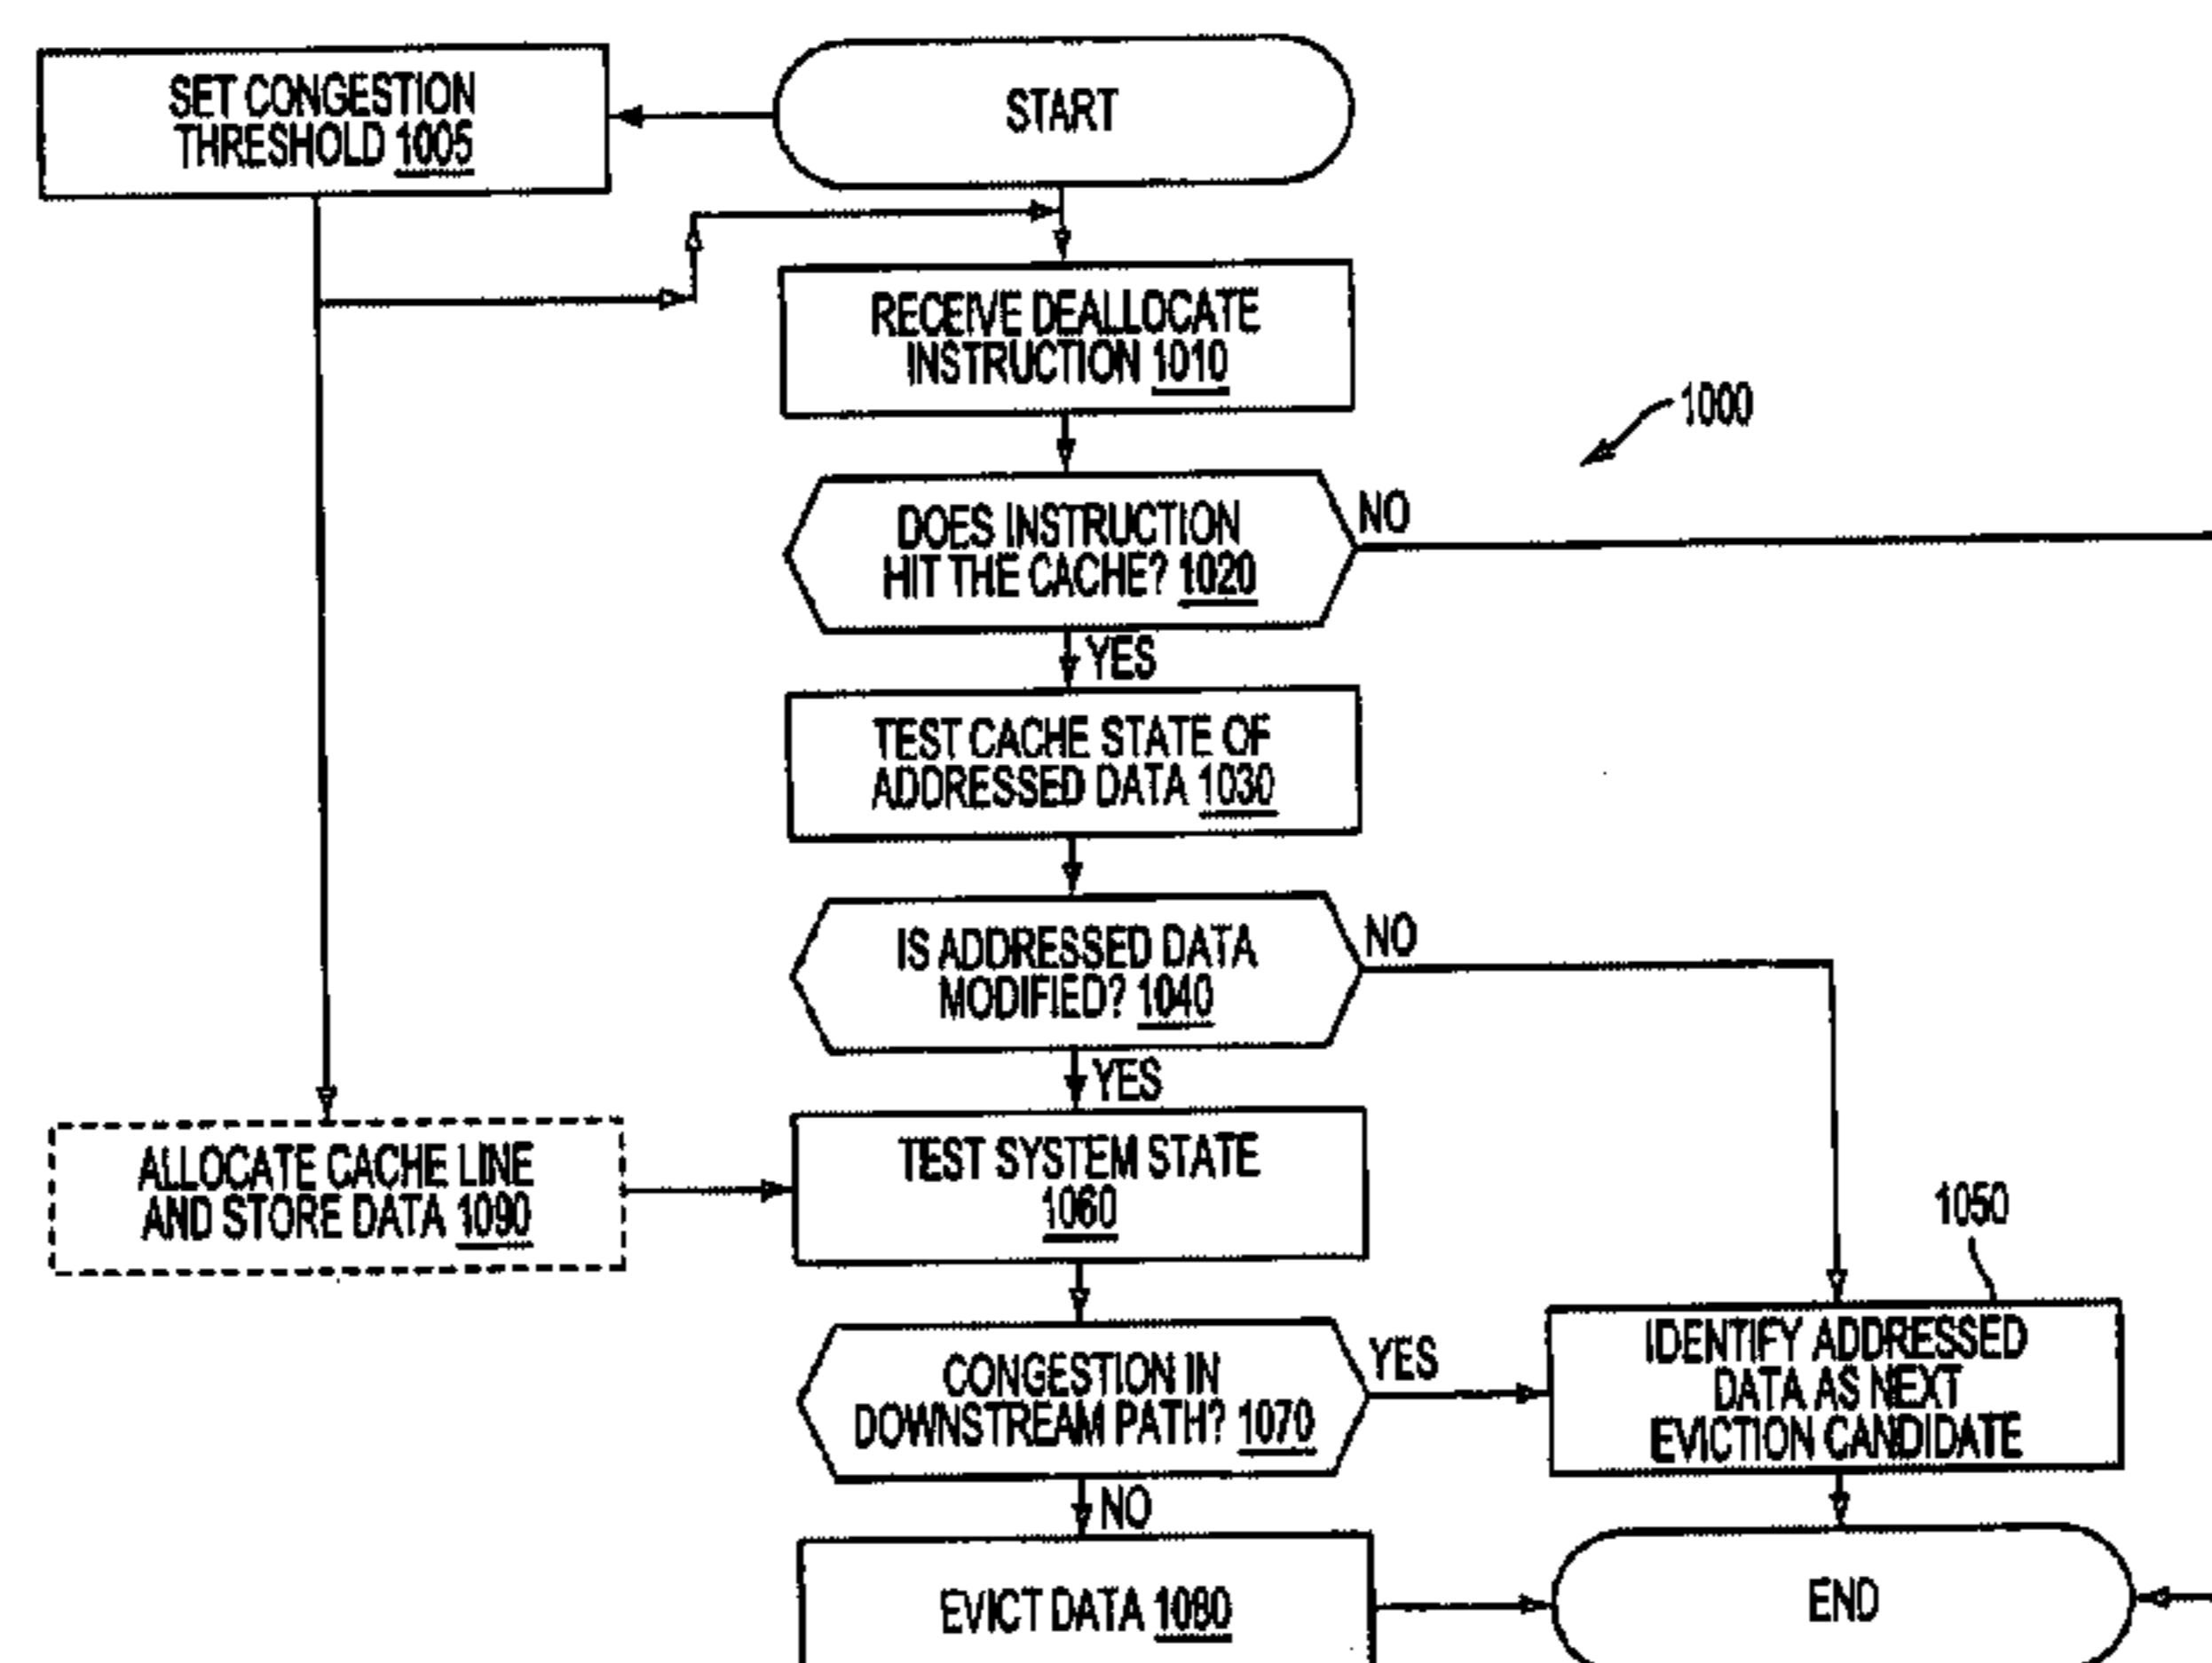 SET CONGESTION
THRESHOLD 1005
START
RECEIVE DEALLOCATE
INSTRUCTION 1010
1000
DOES INSTRUCTION
HIT THE CACHE? 1020
NO
YES
TEST CACHE STATE OF
ADDRESSED DATA 1030
IS ADDRESSED DATA
MODIFIED? 1040
NO
YES
ALLOCATE CACHE LINE
AND STORE DATA 1090
TEST SYSTEM STATE
1060
1050
CONGESTION IN
DOWNSTREAM PATH? 1070
YES
IDENTIFY ADDRESSED
DATA AS NEXT
EVICTION CANDIDATE
NO
EVICT DATA 1080
END